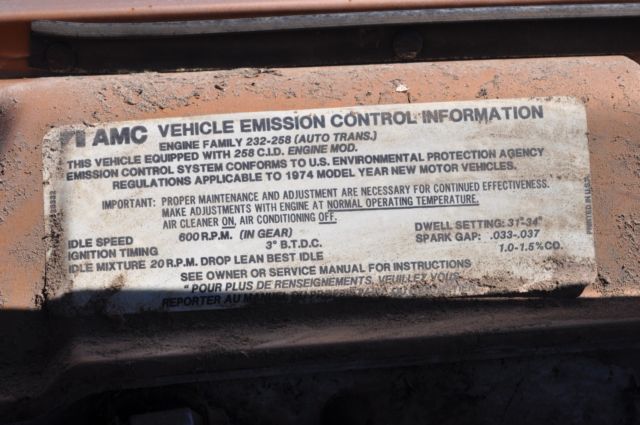 AMC VEHICLE EMISSION CONTROL INFORMATION
ENGINE FAMILY 232-258 (AUTO TRANS.)
THIS VEHICLE EQUIPPED WITH 258 C.I.D. ENGINE MOD.
EMISSION CONTROL SYSTEM CONFORMS TO U.S. ENVIRONMENTAL PROTECTION AGENCY
REGULATIONS APPLICABLE TO 1974 MODEL YEAR NEW MOTOR VEHICLES.
IMPORTANT: PROPER MAINTENANCE AND ADJUSTMENT ARE NECESSARY FOR CONTINUED EFFECTIVENESS.
MAKE ADJUSTMENTS WITH ENGINE AT NORMAL OPERATING TEMPERATURE,
AIR CLEANER ON, AIR CONDITIONING OFF.
IDLE SPEED 600 R.P.M. (IN GEAR) DWELL SETTING: 31°-34°
IGNITION TIMING 3° B.T.D.C. SPARK GAP: .033-.037
IDLE MIXTURE 20 R.P.M. DROP LEAN BEST IDLE 1.0-1.5% CO.
SEE OWNER OR SERVICE MANUAL FOR INSTRUCTIONS
"POUR PLUS DE RENSEIGNEMENTS, VEUILLEZ VOUS
REPORTER AU MANUEL DU
PRINTED IN U.S.A.